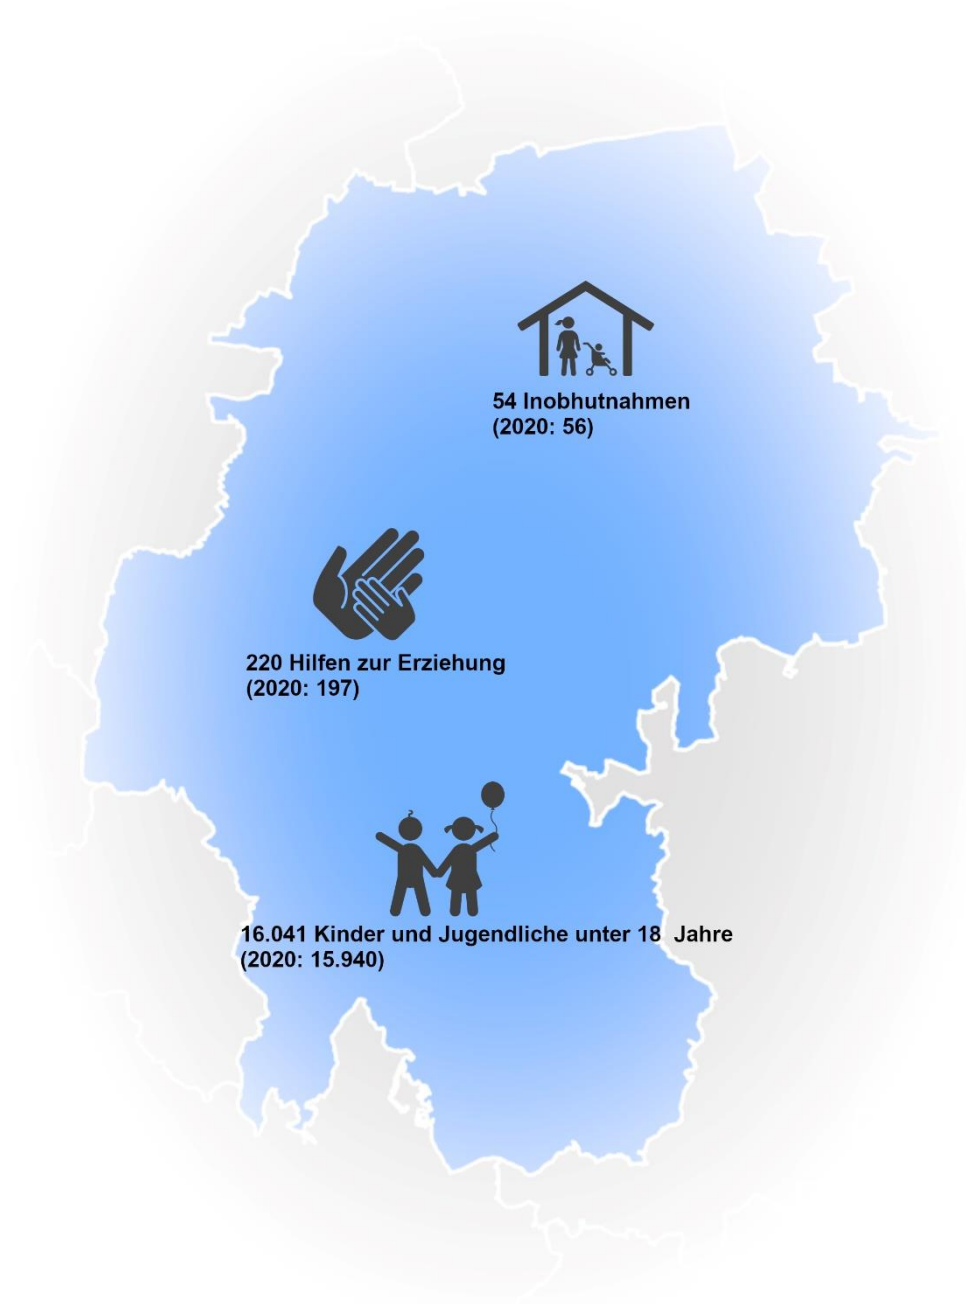 54 Inobhutnahmen
(2020: 56)
220 Hilfen zur Erziehung
(2020: 197)
16.041 Kinder und Jugendliche unter 18  Jahre
(2020: 15.940)